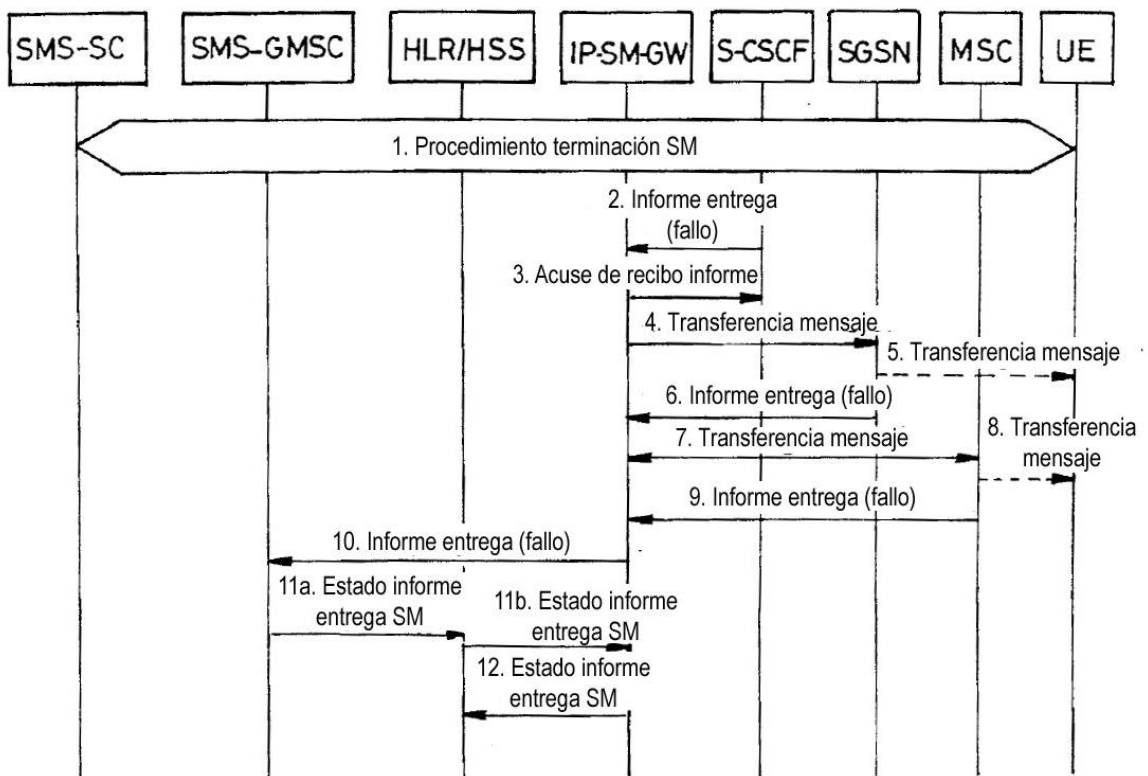 SMS-SC
SMS-GMSC
HLR/HSS
IP-SM-GW
S-CSCF
SGSN
MSC
UE
1. Procedimiento terminación SM
2. Informe entrega
(fallo)
3. Acuse de recibo informe
4. Transferencia mensaje
5. Transferencia mensaje
6. Informe entrega (fallo)
7. Transferencia mensaje
8. Transferencia
mensaje
9. Informe entrega (fallo)
10. Informe entrega (fallo)
11a. Estado informe
entrega SM
11b. Estado informe
entrega SM
12. Estado informe
entrega SM